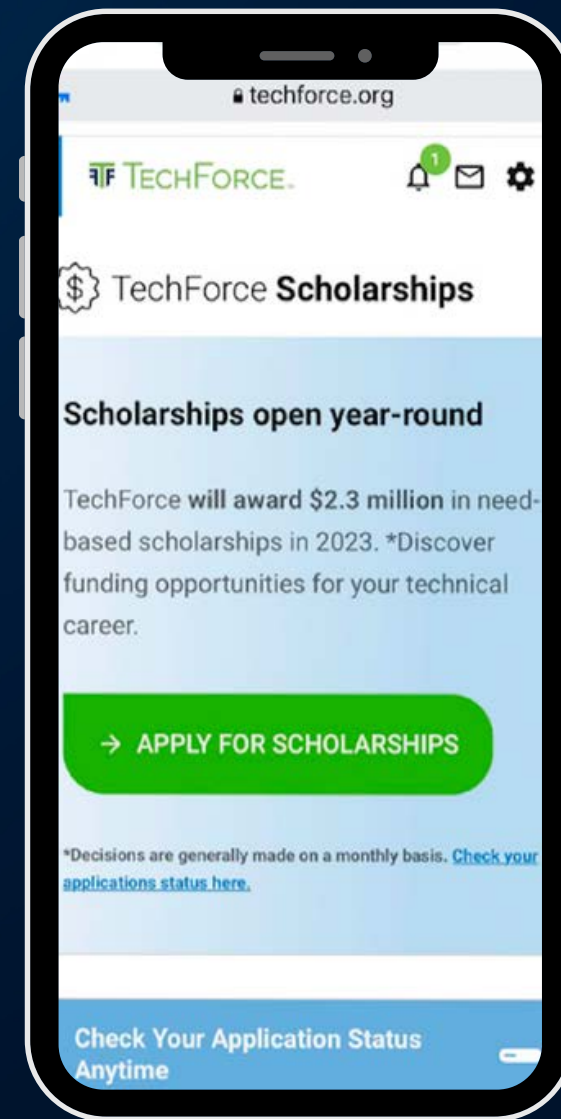 techforce.org
TF TECHFORCE™
1
$ TechForce Scholarships
Scholarships open year-round
TechForce will award $2.3 million in need-
based scholarships in 2023. *Discover
funding opportunities for your technical
career.
→ APPLY FOR SCHOLARSHIPS
*Decisions are generally made on a monthly basis. Check your
applications status here.
Check Your Application Status
Anytime